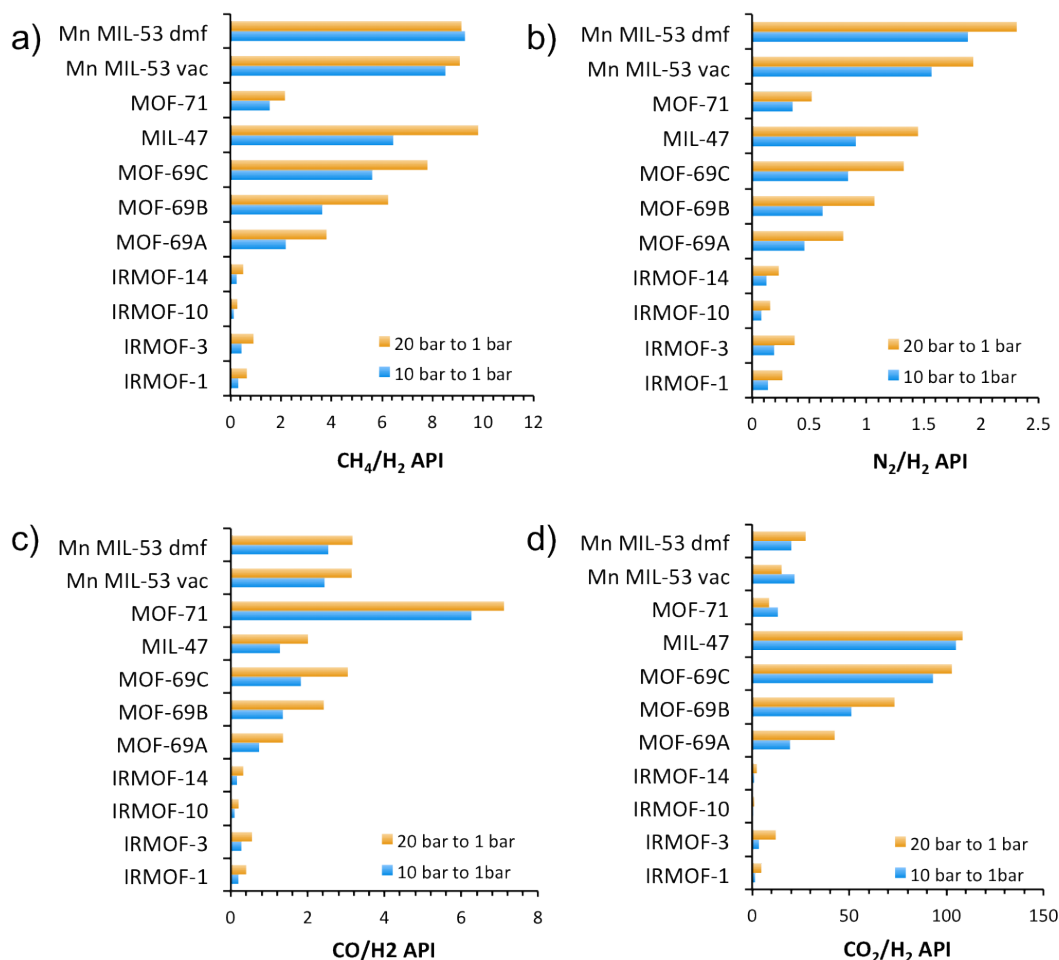 a)
Mn MIL-53 dmf
Mn MIL-53 vac
MOF-71
MIL-47
MOF-69C
MOF-69B
MOF-69A
IRMOF-14
IRMOF-10
IRMOF-3
IRMOF-1
20 bar to 1 bar
10 bar to 1 bar
0 2 4 6 8 10 12
CH₄/H₂ API
b)
Mn MIL-53 dmf
Mn MIL-53 vac
MOF-71
MIL-47
MOF-69C
MOF-69B
MOF-69A
IRMOF-14
IRMOF-10
IRMOF-3
IRMOF-1
20 bar to 1 bar
10 bar to 1bar
0 0.5 1 1.5 2 2.5
N₂/H₂ API
c)
Mn MIL-53 dmf
Mn MIL-53 vac
MOF-71
MIL-47
MOF-69C
MOF-69B
MOF-69A
IRMOF-14
IRMOF-10
IRMOF-3
IRMOF-1
20 bar to 1 bar
10 bar to 1bar
0 2 4 6 8
CO/H2 API
d)
Mn MIL-53 dmf
Mn MIL-53 vac
MOF-71
MIL-47
MOF-69C
MOF-69B
MOF-69A
IRMOF-14
IRMOF-10
IRMOF-3
IRMOF-1
20 bar to 1 bar
10 bar to 1bar
0 50 100 150
CO₂/H₂ API